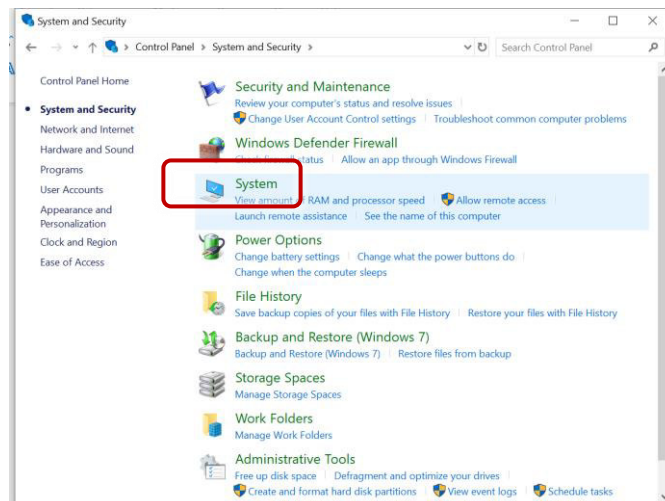 System and Security
Control Panel > System and Security >
Search Control Panel
Control Panel Home
System and Security
Network and Internet
Hardware and Sound
Programs
User Accounts
Appearance and
Personalization
Clock and Region
Ease of Access
Security and Maintenance
Review your computer's status and resolve issues
Change User Account Control settings
Troubleshoot common computer problems
Windows Defender Firewall
status
Allow an app through Windows Firewall
System
View amount of RAM and processor speed
Allow remote access
Launch remote assistance
See the name of this computer
Power Options
Change battery settings
Change what the power buttons do
Change when the computer sleeps
File History
Save backup copies of your files with File History
Restore your files with File History
Backup and Restore (Windows 7)
Backup and Restore (Windows 7)
Restore files from backup
Storage Spaces
Manage Storage Spaces
Work Folders
Manage Work Folders
Administrative Tools
Free up disk space
Defragment and optimize your drives
Create and format hard disk partitions
View event logs
Schedule tasks